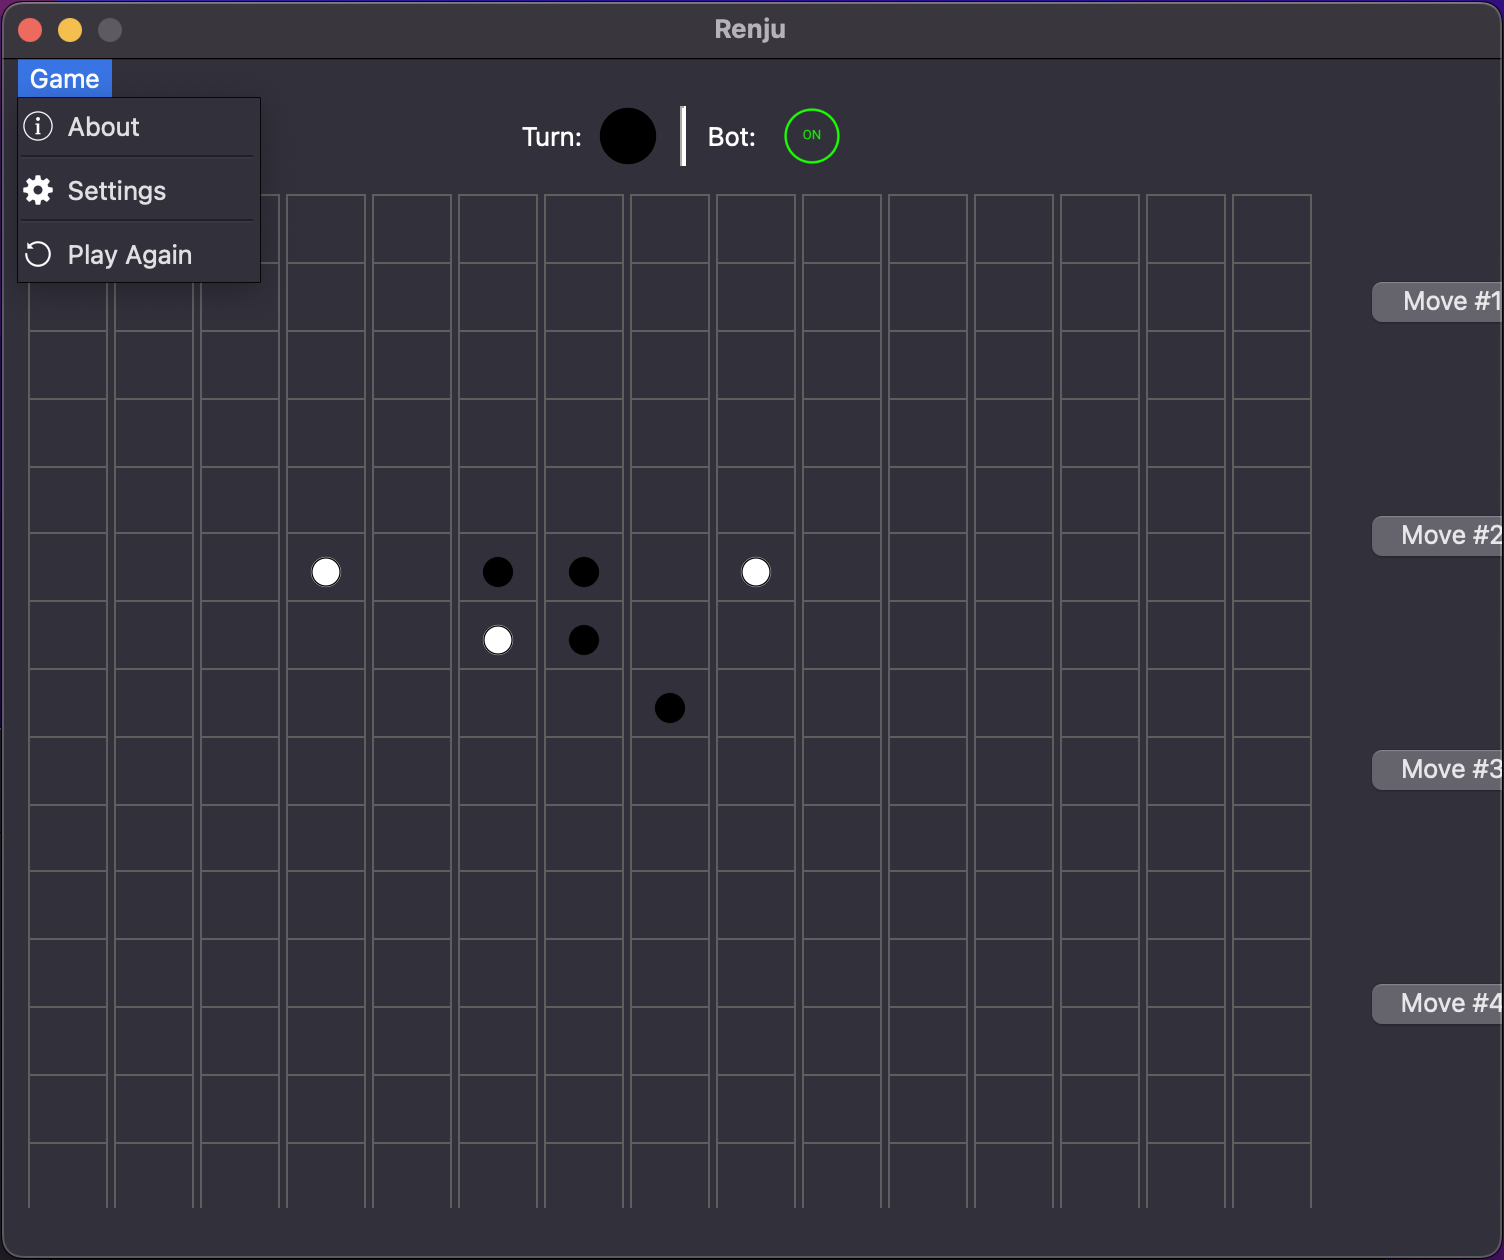 Renju
Game
About
Turn:
Bot:
ON
Settings
Play Again
Move #1
Move #2
Move #3
Move #4